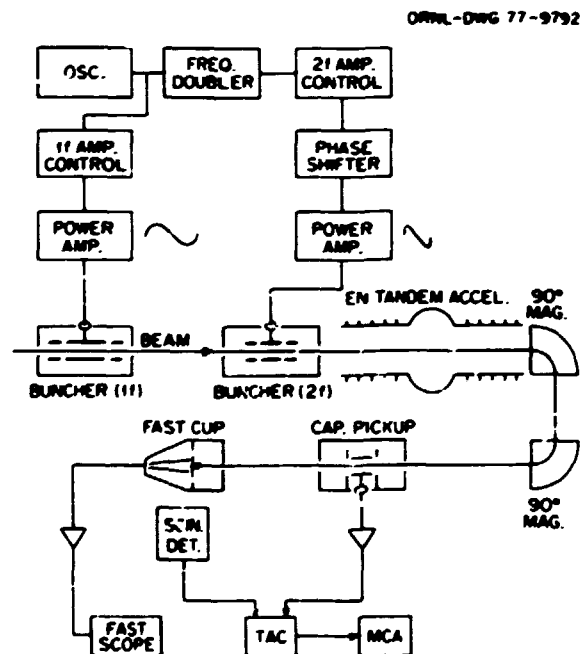 ORNL-DWG 77-9792
OSC.
FREQ.
DOUBLER
2f AMP.
CONTROL
1f AMP.
CONTROL
PHASE
SHIFTER
POWER
AMP.
POWER
AMP.
EN TANDEM ACCEL.
90°
MAG.
BEAM
BUNCHER (1f)
BUNCHER (2f)
FAST CUP
CAP. PICKUP
90°
MAG.
SCIN.
DET.
FAST
SCOPE
TAC
MCA